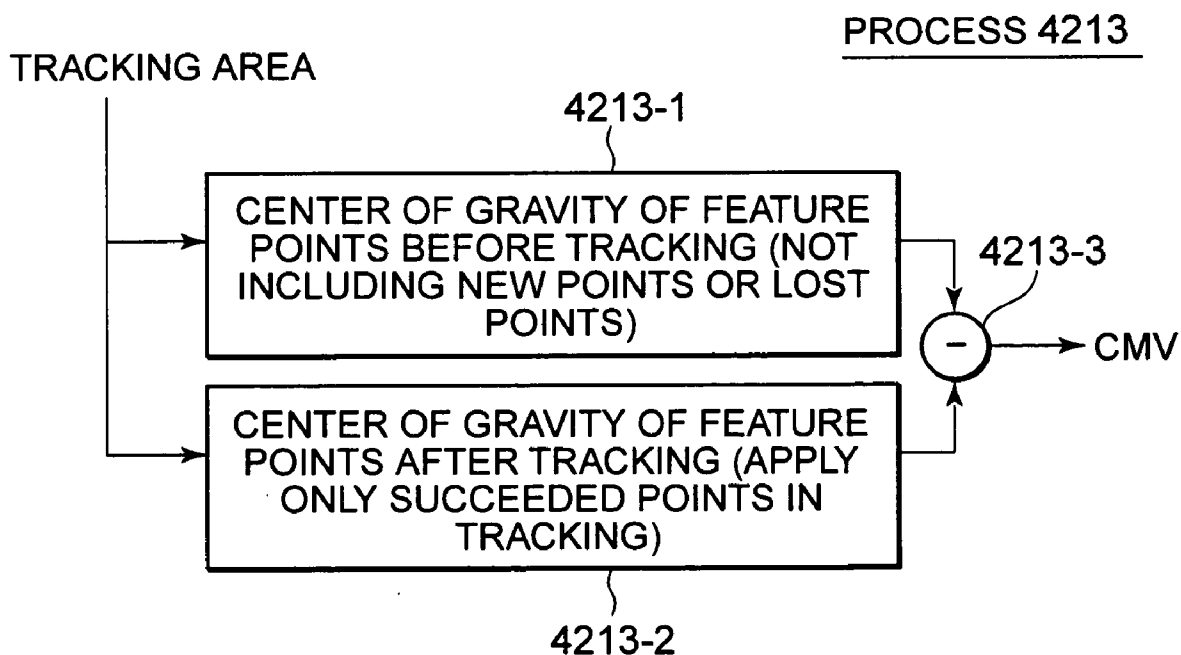 PROCESS 4213
TRACKING AREA
4213-1
CENTER OF GRAVITY OF FEATURE
POINTS BEFORE TRACKING (NOT
INCLUDING NEW POINTS OR LOST
POINTS)
4213-3
-
CMV
CENTER OF GRAVITY OF FEATURE
POINTS AFTER TRACKING (APPLY
ONLY SUCCEEDED POINTS IN
TRACKING)
4213-2